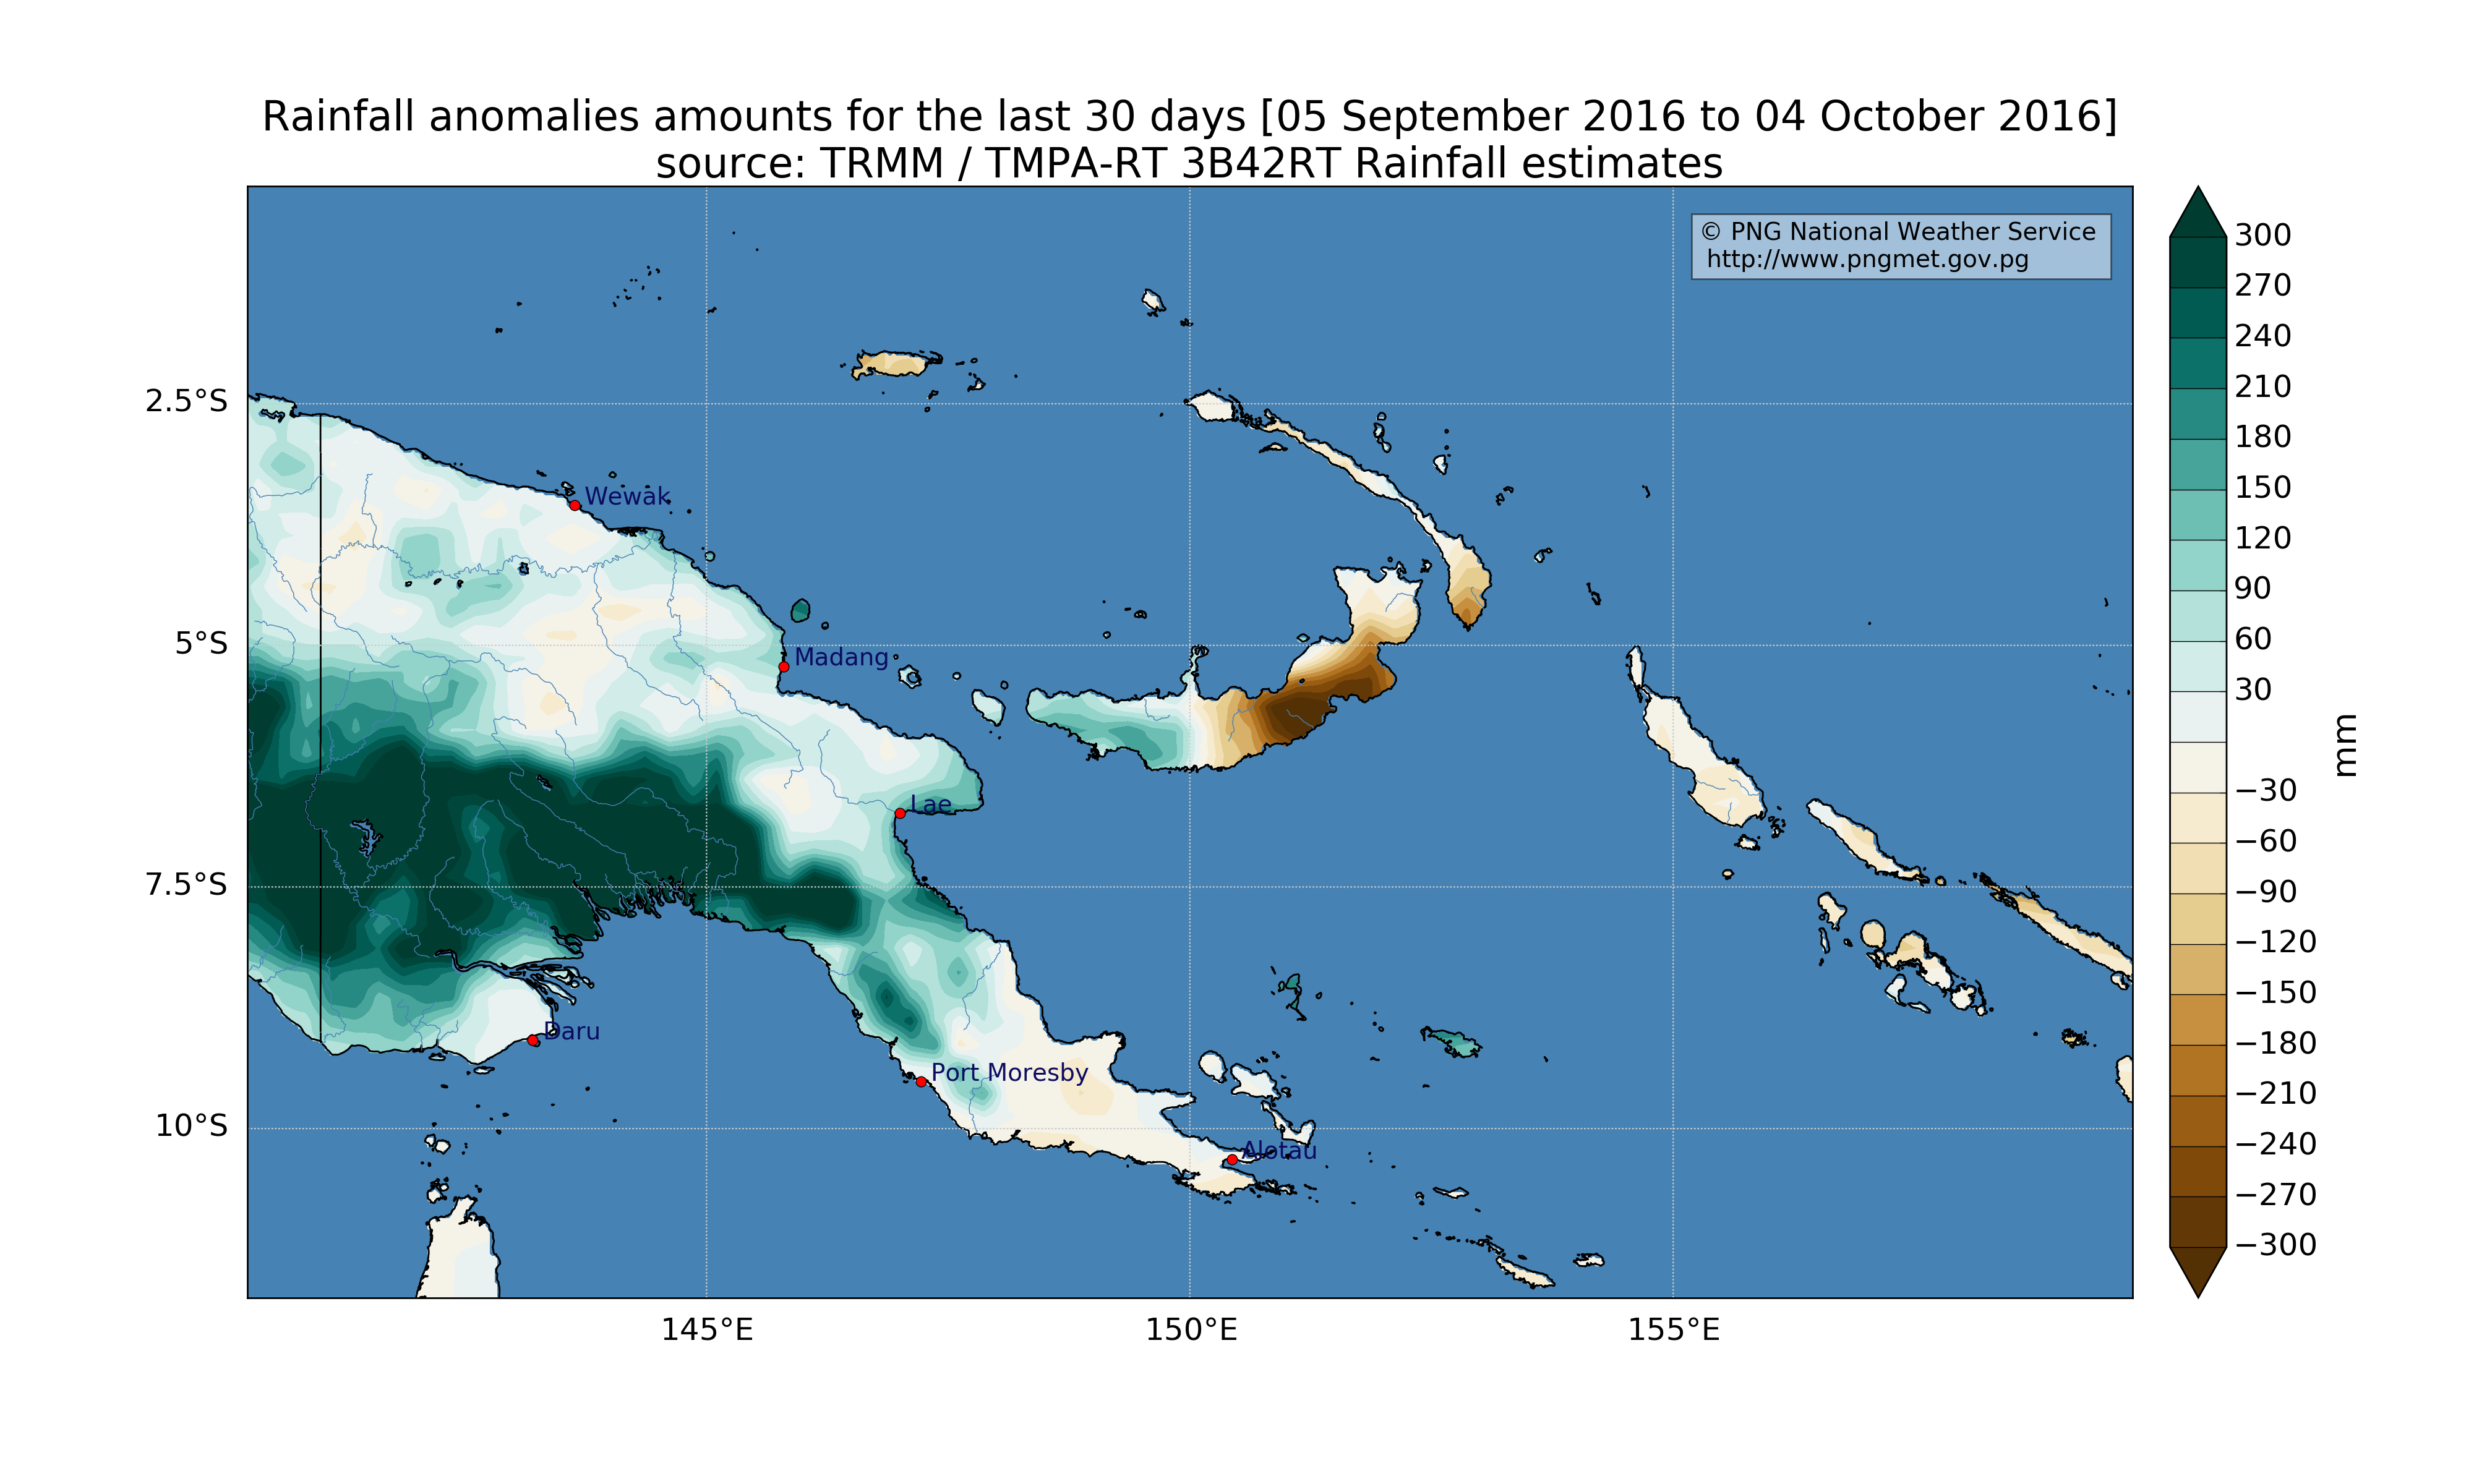 Rainfall anomalies amounts for the last 30 days [05 September 2016 to 04 October 2016]
source: TRMM / TMPA-RT 3B42RT Rainfall estimates
© PNG National Weather Service
http://www.pngmet.gov.pg
2.5°S
5°S
7.5°S
10°S
145°E
150°E
155°E
Wewak
Madang
Lae
Daru
Port Moresby
Alotau
300
270
240
210
180
150
120
90
60
30
−30
−60
−90
−120
−150
−180
−210
−240
−270
−300
mm